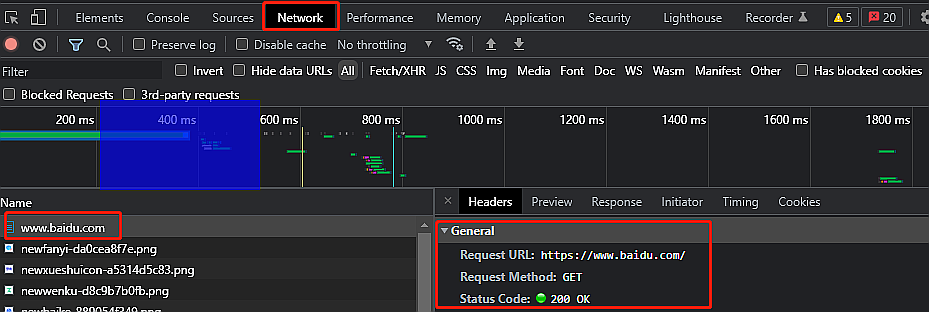 Elements Console Sources Network Performance Memory Application Security Lighthouse Recorder 5 20
Preserve log Disable cache No throttling
Filter Invert Hide data URLs All Fetch/XHR JS CSS Img Media Font Doc WS Wasm Manifest Other Has blocked cookies
Blocked Requests 3rd-party requests
200 ms 400 ms 600 ms 800 ms 1000 ms 1200 ms 1400 ms 1600 ms 1800 ms
Name
www.baidu.com
newfanyi-da0cea8f7e.png
newxueshuicon-a5314d5c83.png
newwenku-d8c9b7b0fb.png
× Headers Preview Response Initiator Timing Cookies
General
Request URL: https://www.baidu.com/
Request Method: GET
Status Code: 200 OK